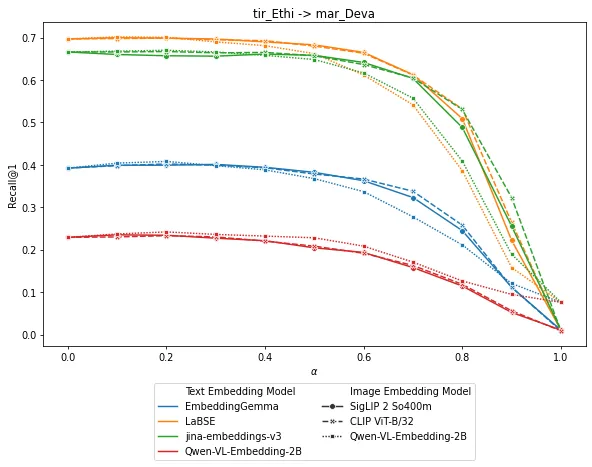 tir_Ethi -> mar_Deva
0.7
0.6
0.5
0.4
0.3
0.2
0.1
0.0
Recall@1
0.0 0.2 0.4 0.6 0.8 1.0
α
Text Embedding Model Image Embedding Model
EmbeddingGemma SigLIP 2 So400m
LaBSE CLIP ViT-B/32
jina-embeddings-v3 Qwen-VL-Embedding-2B
Qwen-VL-Embedding-2B